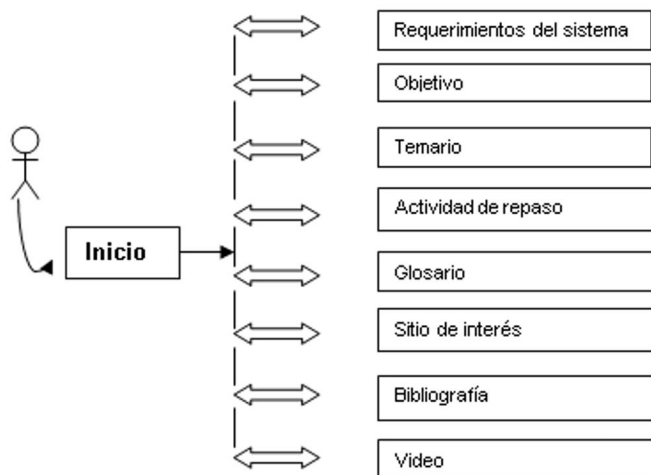 Requerimientos del sistema
Objetivo
Temario
Actividad de repaso
Inicio
Glosario
Sitio de interés
Bibliografía
Video